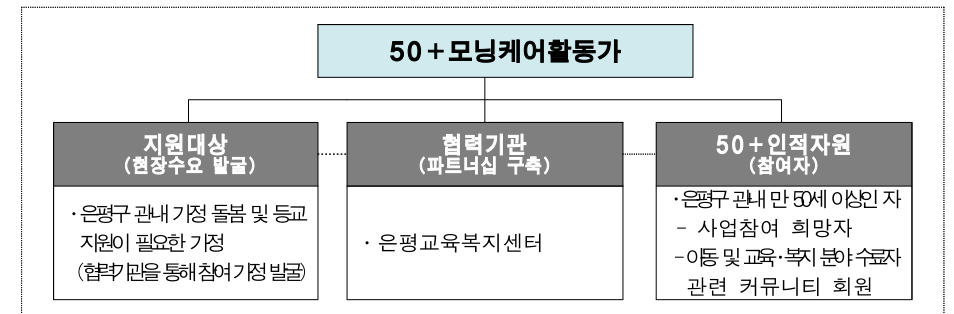 50+모닝케어활동가
지원대상
(현장수요 발굴)
· 은평구 관내 가정 돌봄 및 등교
지원이 필요한 가정
(협력기관을 통해 참여 가정 발굴)
협력기관
(파트너십 구축)
· 은평교육복지센터
50+인적자원
(참여자)
· 은평구 관내 만 50세 이상인 자
- 사업참여 희망자
- 아동 및 교육·복지 분야 수료자
관련 커뮤니티 회원